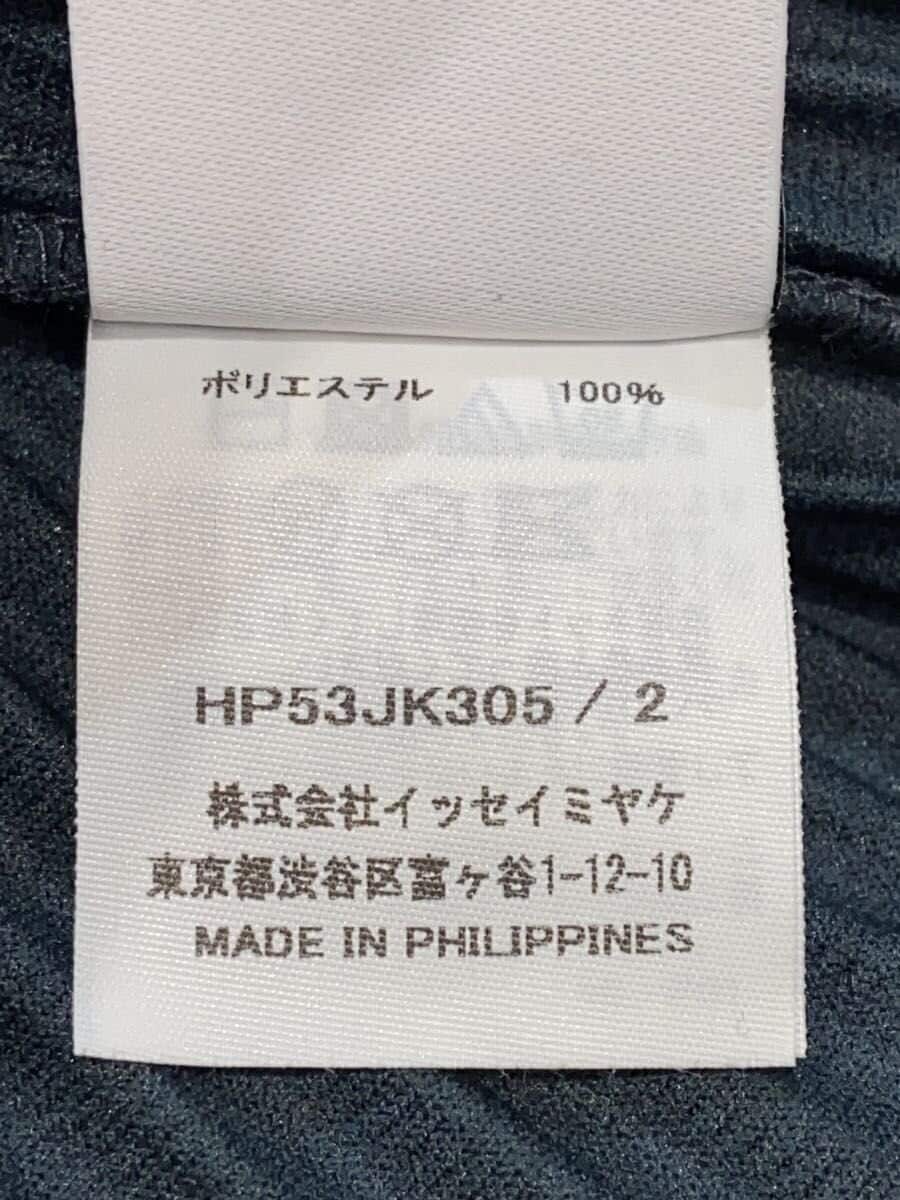 ポリエステル 100%
HP53JK305 / 2
株式会社イッセイミヤケ
東京都渋谷区富ヶ谷1-12-10
MADE IN PHILIPPINES